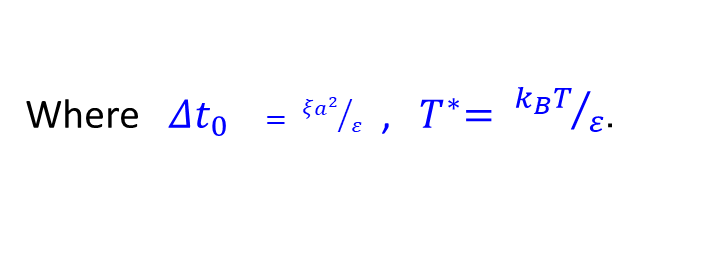 Where Δt₀ = ξa²/ε , T*= k_BT/ε.